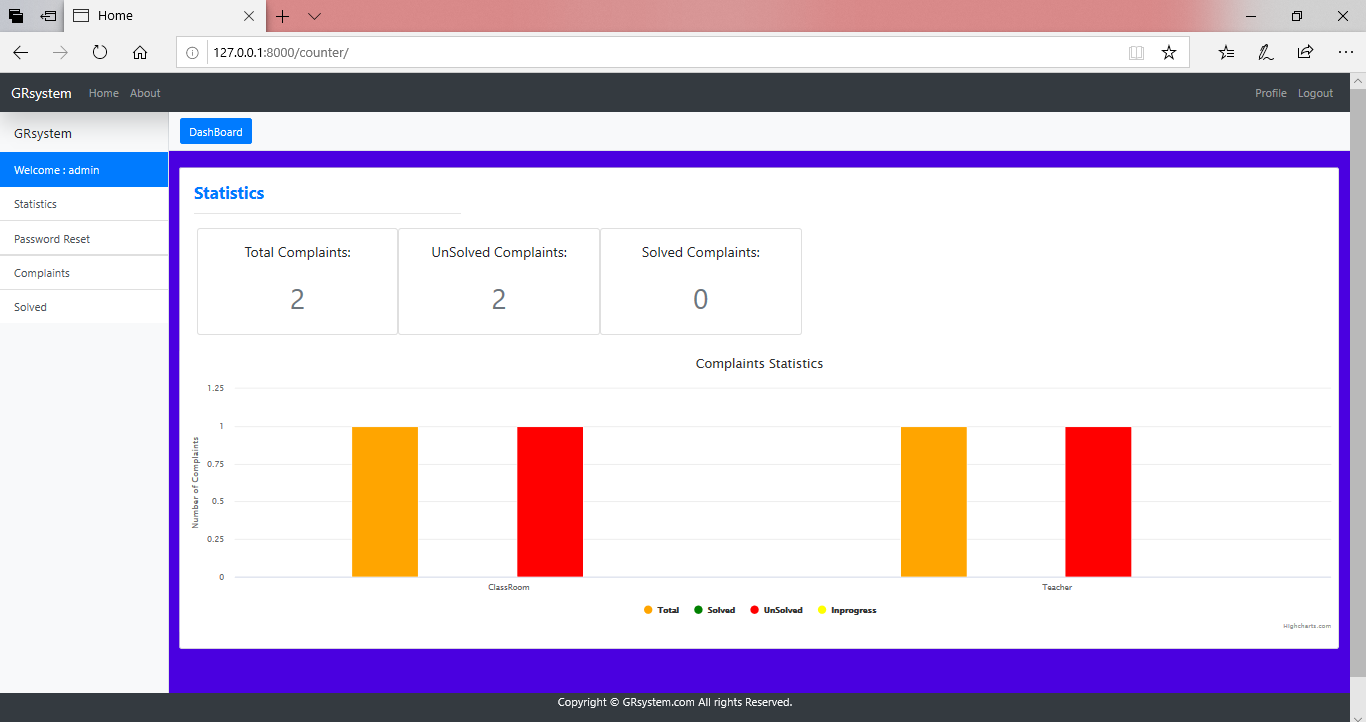 Home
127.0.0.1:8000/counter/
GRsystem Home About Profile Logout
GRsystem
DashBoard
Welcome : admin
Statistics
Password Reset
Complaints
Solved
Statistics
Total Complaints: UnSolved Complaints: Solved Complaints:
2 2 0
Complaints Statistics
Number of Complaints
1.25
1
0.75
0.5
0.25
0
ClassRoom Teacher
Total Solved UnSolved Inprogress
Highcharts.com
Copyright © GRsystem.com All rights Reserved.